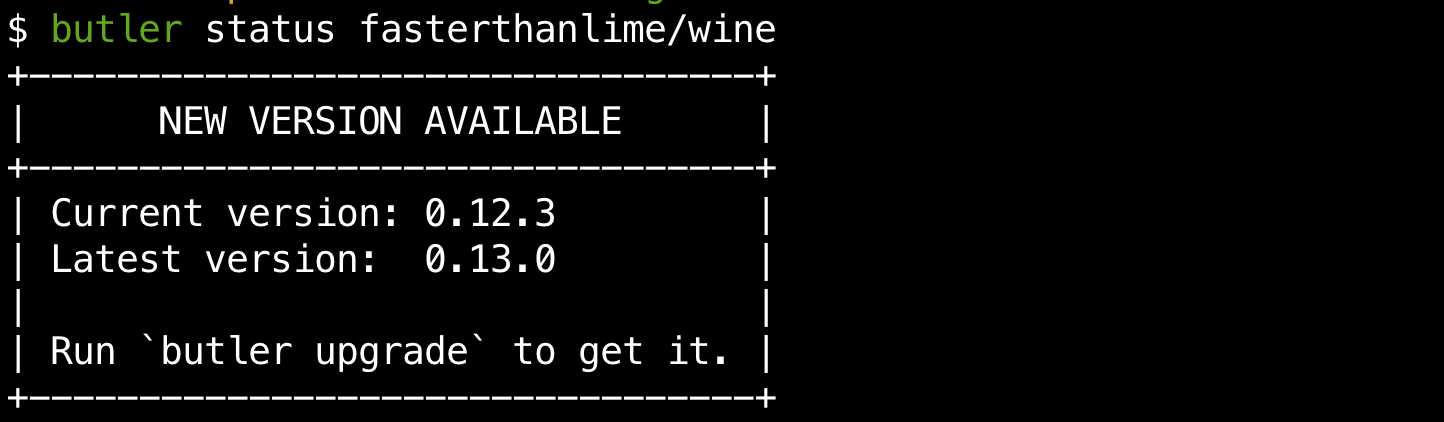 $ butler status fasterthanlime/wine
+----------------------------------+
| NEW VERSION AVAILABLE |
+----------------------------------+
| Current version: 0.12.3 |
| Latest version:  0.13.0 |
| |
| Run `butler upgrade` to get it. |
+----------------------------------+